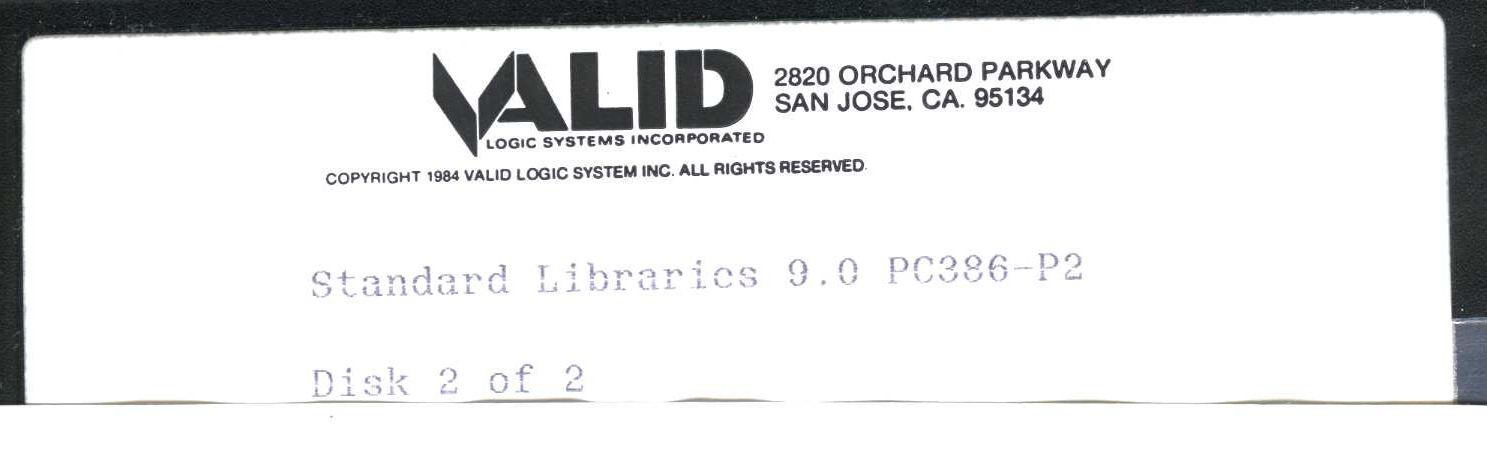 VALID
LOGIC SYSTEMS INCORPORATED
2820 ORCHARD PARKWAY
SAN JOSE, CA. 95134
COPYRIGHT 1984 VALID LOGIC SYSTEM INC. ALL RIGHTS RESERVED.
Standard Libraries 9.0 PC386-P2
Disk 2 of 2